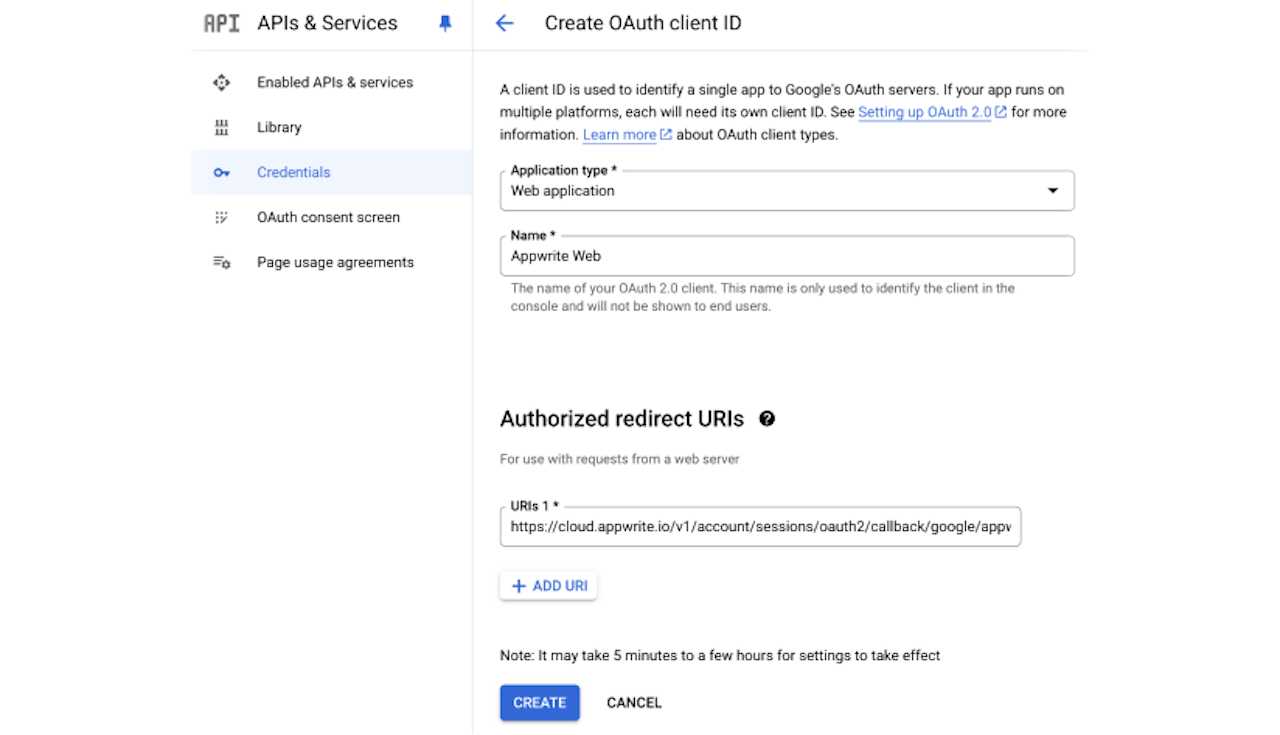 API APIs & Services
Enabled APIs & services
Library
Credentials
OAuth consent screen
Page usage agreements
Create OAuth client ID
A client ID is used to identify a single app to Google's OAuth servers. If your app runs on
multiple platforms, each will need its own client ID. See Setting up OAuth 2.0 for more
information. Learn more about OAuth client types.
Application type *
Web application
Name *
Appwrite Web
The name of your OAuth 2.0 client. This name is only used to identify the client in the
console and will not be shown to end users.
Authorized redirect URIs
For use with requests from a web server
URIs 1 *
https://cloud.appwrite.io/v1/account/sessions/oauth2/callback/google/appw
ADD URI
Note: It may take 5 minutes to a few hours for settings to take effect
CREATE CANCEL